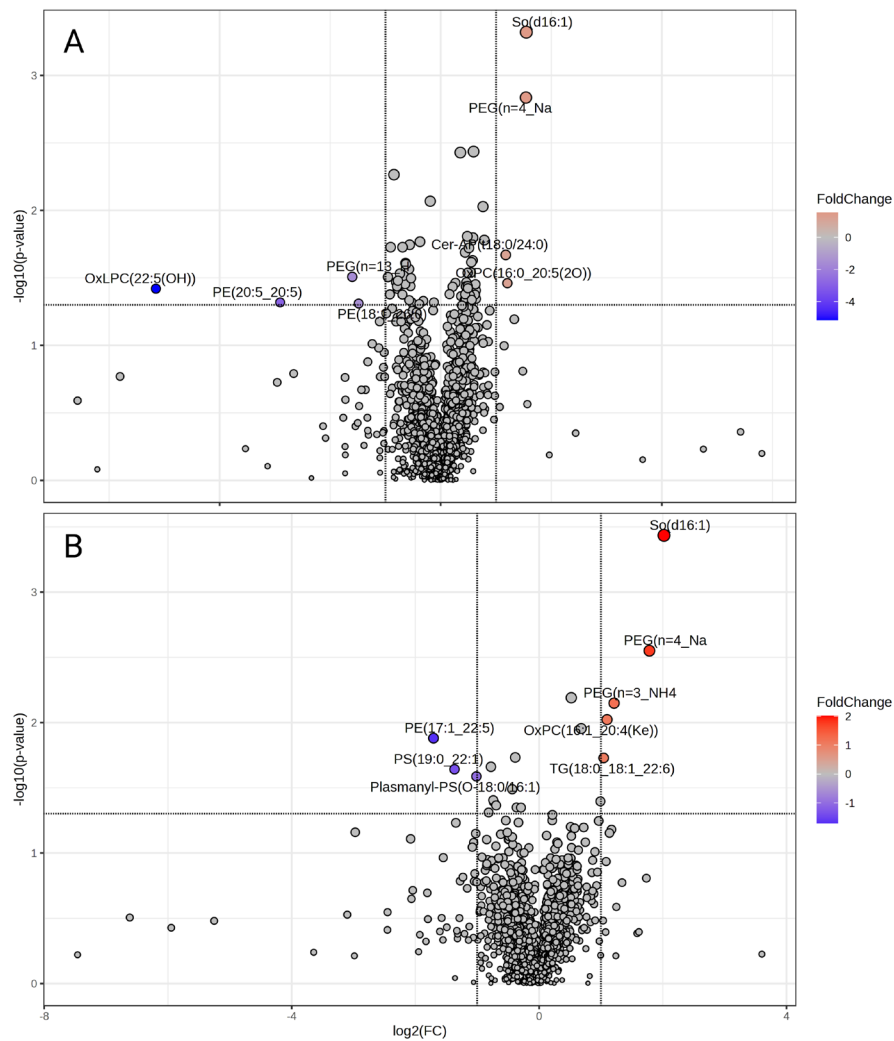 A
So(d16:1)
3
PEG(n=4_Na
2
Cer-AP(t18:0/24:0)
PEG(n=13_
OxPC(16:0_20:5(2O))
OxLPC(22:5(OH))
PE(20:5_20:5)
1
0
-log10(p-value)
FoldChange
0
-2
-4
B
So(d16:1)
3
PEG(n=4_Na
PEG(n=3_NH4
2
PE(17:1_22:5)
OxPC(16:1_20:4(Ke))
PS(19:0_22:1)
TG(18:0_18:1_22:6)
Plasmanyl-PS(O-18:0/16:1)
1
0
-log10(p-value)
-8
-4
0
4
log2(FC)
FoldChange
2
1
0
-1